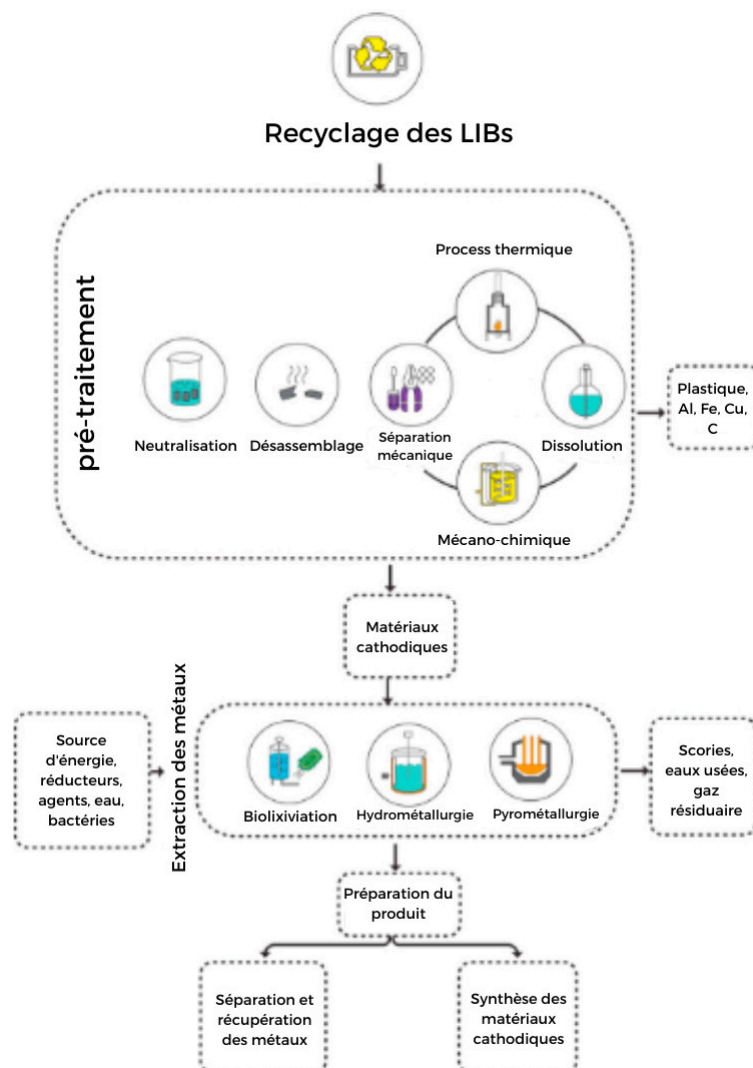 Recyclage des LIBs
pré-traitement
Process thermique
Neutralisation
Désassemblage
Séparation
mécanique
Dissolution
Mécano-chimique
Plastique,
Al, Fe, Cu,
C
Matériaux
cathodiques
Extraction des métaux
Source
d'énergie,
réducteurs,
agents, eau,
bactéries
Biolixiviation
Hydrométallurgie
Pyrométallurgie
Scories,
eaux usées,
gaz
résiduaire
Préparation du
produit
Séparation et
récupération
des métaux
Synthèse des
matériaux
cathodiques